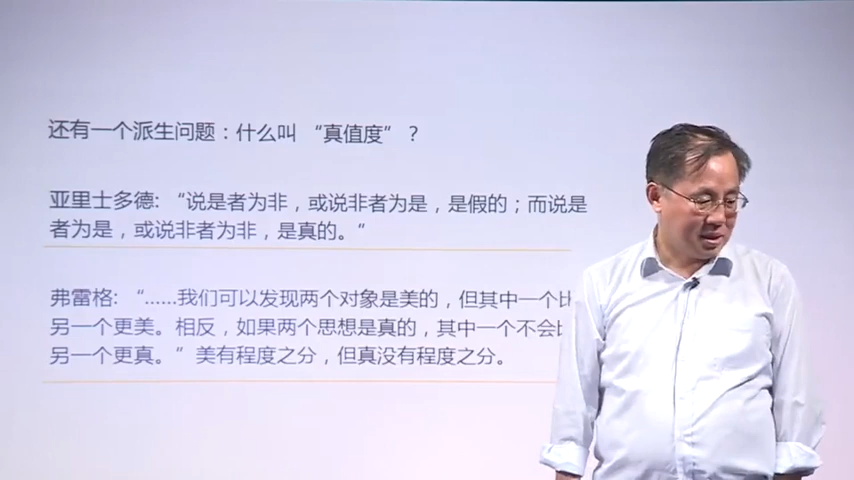 还有一个派生问题：什么叫 “真值度” ？
亚里士多德: “说是者为非，或说非者为是，是假的；而说是
者为是，或说非者为非，是真的。”
弗雷格: “……我们可以发现两个对象是美的，但其中一个
另一个更美。相反，如果两个思想是真的，其中一个不会
另一个更真。” 美有程度之分，但真没有程度之分。